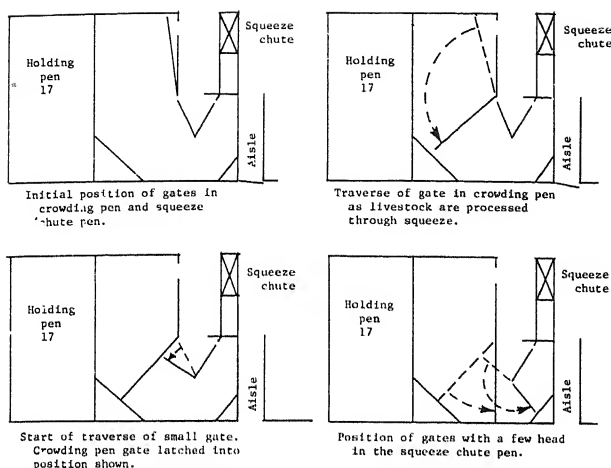 Holding
pen
17
Squeeze
chute
Aisle
Initial position of gates in
crowding pen and squeeze
chute pen.
Holding
pen
17
Squeeze
chute
Aisle
Traverse of gate in crowding pen
as livestock are processed
through squeeze.
Holding
pen
17
Squeeze
chute
Aisle
Start of traverse of small gate.
Crowding pen gate latched into
position shown.
Holding
pen
17
Squeeze
chute
Aisle
Position of gates with a few head
in the squeeze chute pen.